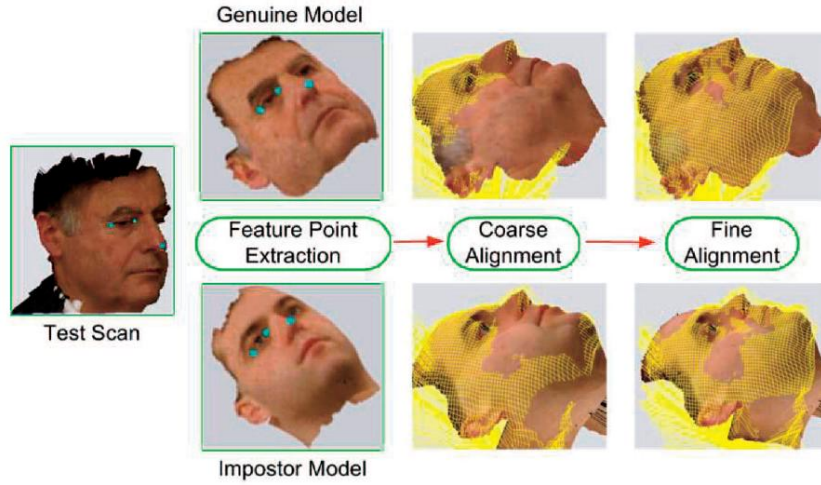 Genuine Model
Test Scan
Feature Point
Extraction
Coarse
Alignment
Fine
Alignment
Impostor Model